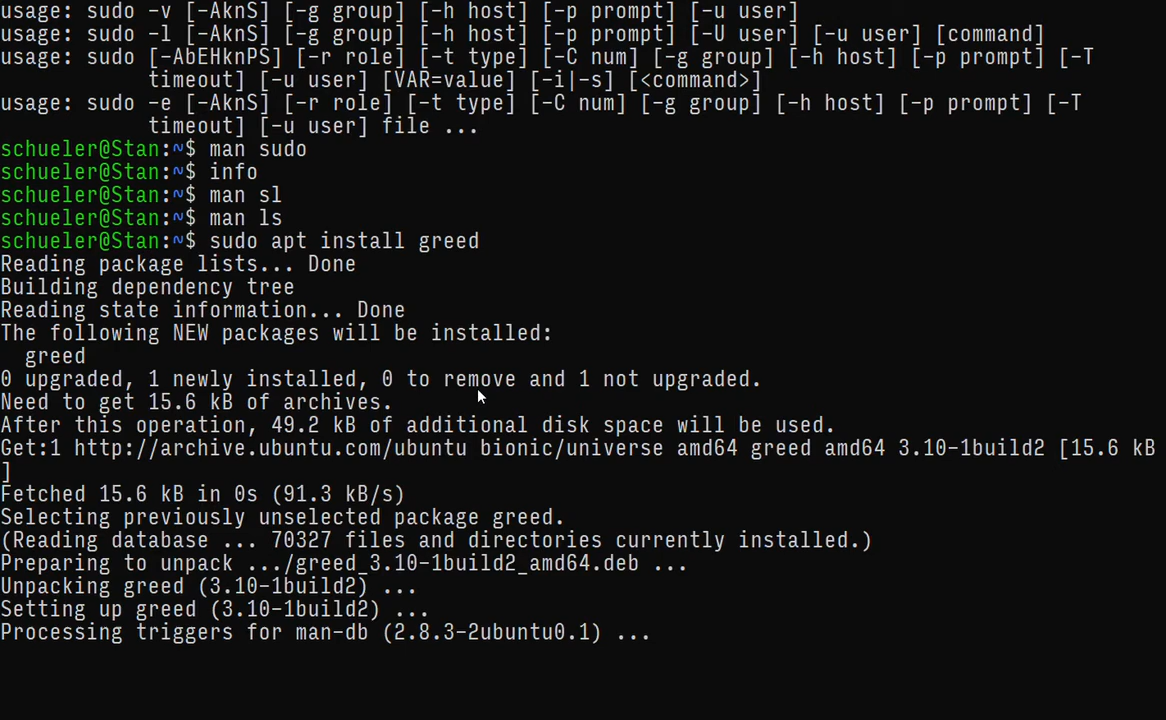 usage: sudo -v [-AknS] [-g group] [-h host] [-p prompt] [-u user]
usage: sudo -l [-AknS] [-g group] [-h host] [-p prompt] [-U user] [-u user] [command]
usage: sudo [-AbEHknPS] [-r role] [-t type] [-C num] [-g group] [-h host] [-p prompt] [-T
timeout] [-u user] [VAR=value] [-i|-s] [<command>]
usage: sudo -e [-AknS] [-r role] [-t type] [-C num] [-g group] [-h host] [-p prompt] [-T
timeout] [-u user] file ...
schueler@Stan:~$ man sudo
schueler@Stan:~$ info
schueler@Stan:~$ man sl
schueler@Stan:~$ man ls
schueler@Stan:~$ sudo apt install greed
Reading package lists... Done
Building dependency tree
Reading state information... Done
The following NEW packages will be installed:
greed
0 upgraded, 1 newly installed, 0 to remove and 1 not upgraded.
Need to get 15.6 kB of archives.
After this operation, 49.2 kB of additional disk space will be used.
Get:1 http://archive.ubuntu.com/ubuntu bionic/universe amd64 greed amd64 3.10-1build2 [15.6 kB
]
Fetched 15.6 kB in 0s (91.3 kB/s)
Selecting previously unselected package greed.
(Reading database ... 70327 files and directories currently installed.)
Preparing to unpack .../greed_3.10-1build2_amd64.deb ...
Unpacking greed (3.10-1build2) ...
Setting up greed (3.10-1build2) ...
Processing triggers for man-db (2.8.3-2ubuntu0.1) ...